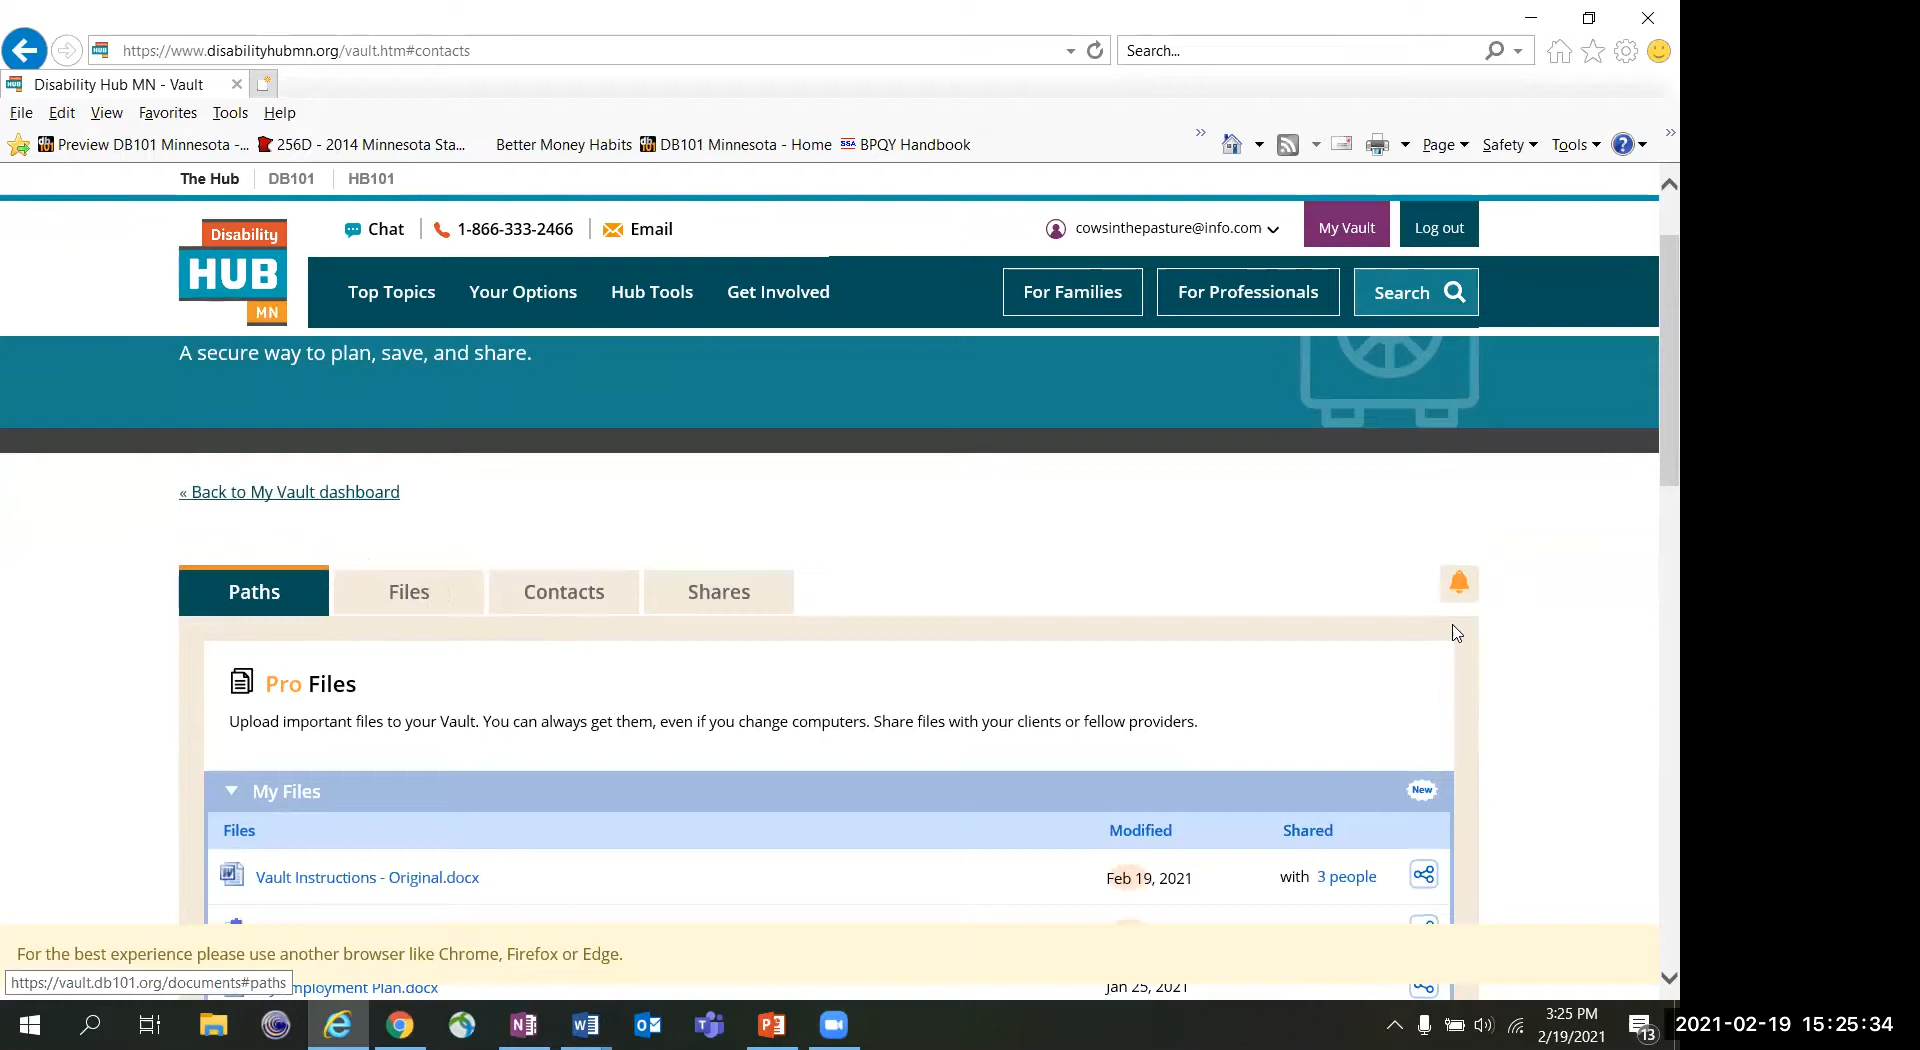 https://www.disabilityhubmn.org/vault.htm#contacts
Search...
Disability Hub MN - Vault
File Edit View Favorites Tools Help
Preview DB101 Minnesota -... 256D - 2014 Minnesota Sta... Better Money Habits DB101 Minnesota - Home SSA BPQY Handbook
Page Safety Tools
The Hub DB101 HB101
Disability
HUB
MN
Chat 1-866-333-2466 Email
cowsinthepasture@info.com My Vault Log out
Top Topics Your Options Hub Tools Get Involved For Families For Professionals Search
A secure way to plan, save, and share.
« Back to My Vault dashboard
Paths Files Contacts Shares
Pro Files
Upload important files to your Vault. You can always get them, even if you change computers. Share files with your clients or fellow providers.
My Files New
Files Modified Shared
Vault Instructions - Original.docx Feb 19, 2021 with 3 people
For the best experience please use another browser like Chrome, Firefox or Edge.
https://vault.db101.org/documents#paths
Employment Plan.docx Jan 25, 2021
3:25 PM
2/19/2021
13
2021-02-19 15:25:34